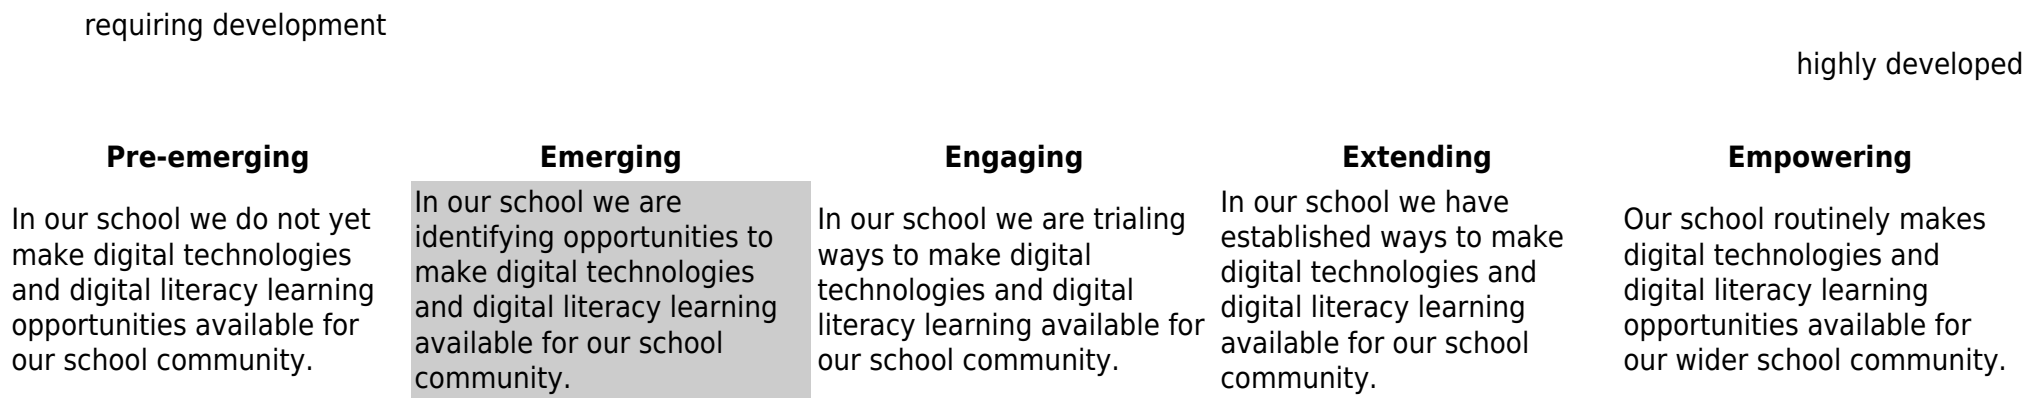 requiring development
highly developed
Pre-emerging
Emerging
Engaging
Extending
Empowering
In our school we do not yet
make digital technologies
and digital literacy learning
opportunities available for
our school community.
In our school we are
identifying opportunities to
make digital technologies
and digital literacy learning
available for our school
community.
In our school we are trialing
ways to make digital
technologies and digital
literacy learning available for
our school community.
In our school we have
established ways to make
digital technologies and
digital literacy learning
available for our school
community.
Our school routinely makes
digital technologies and
digital literacy learning
opportunities available for
our wider school community.